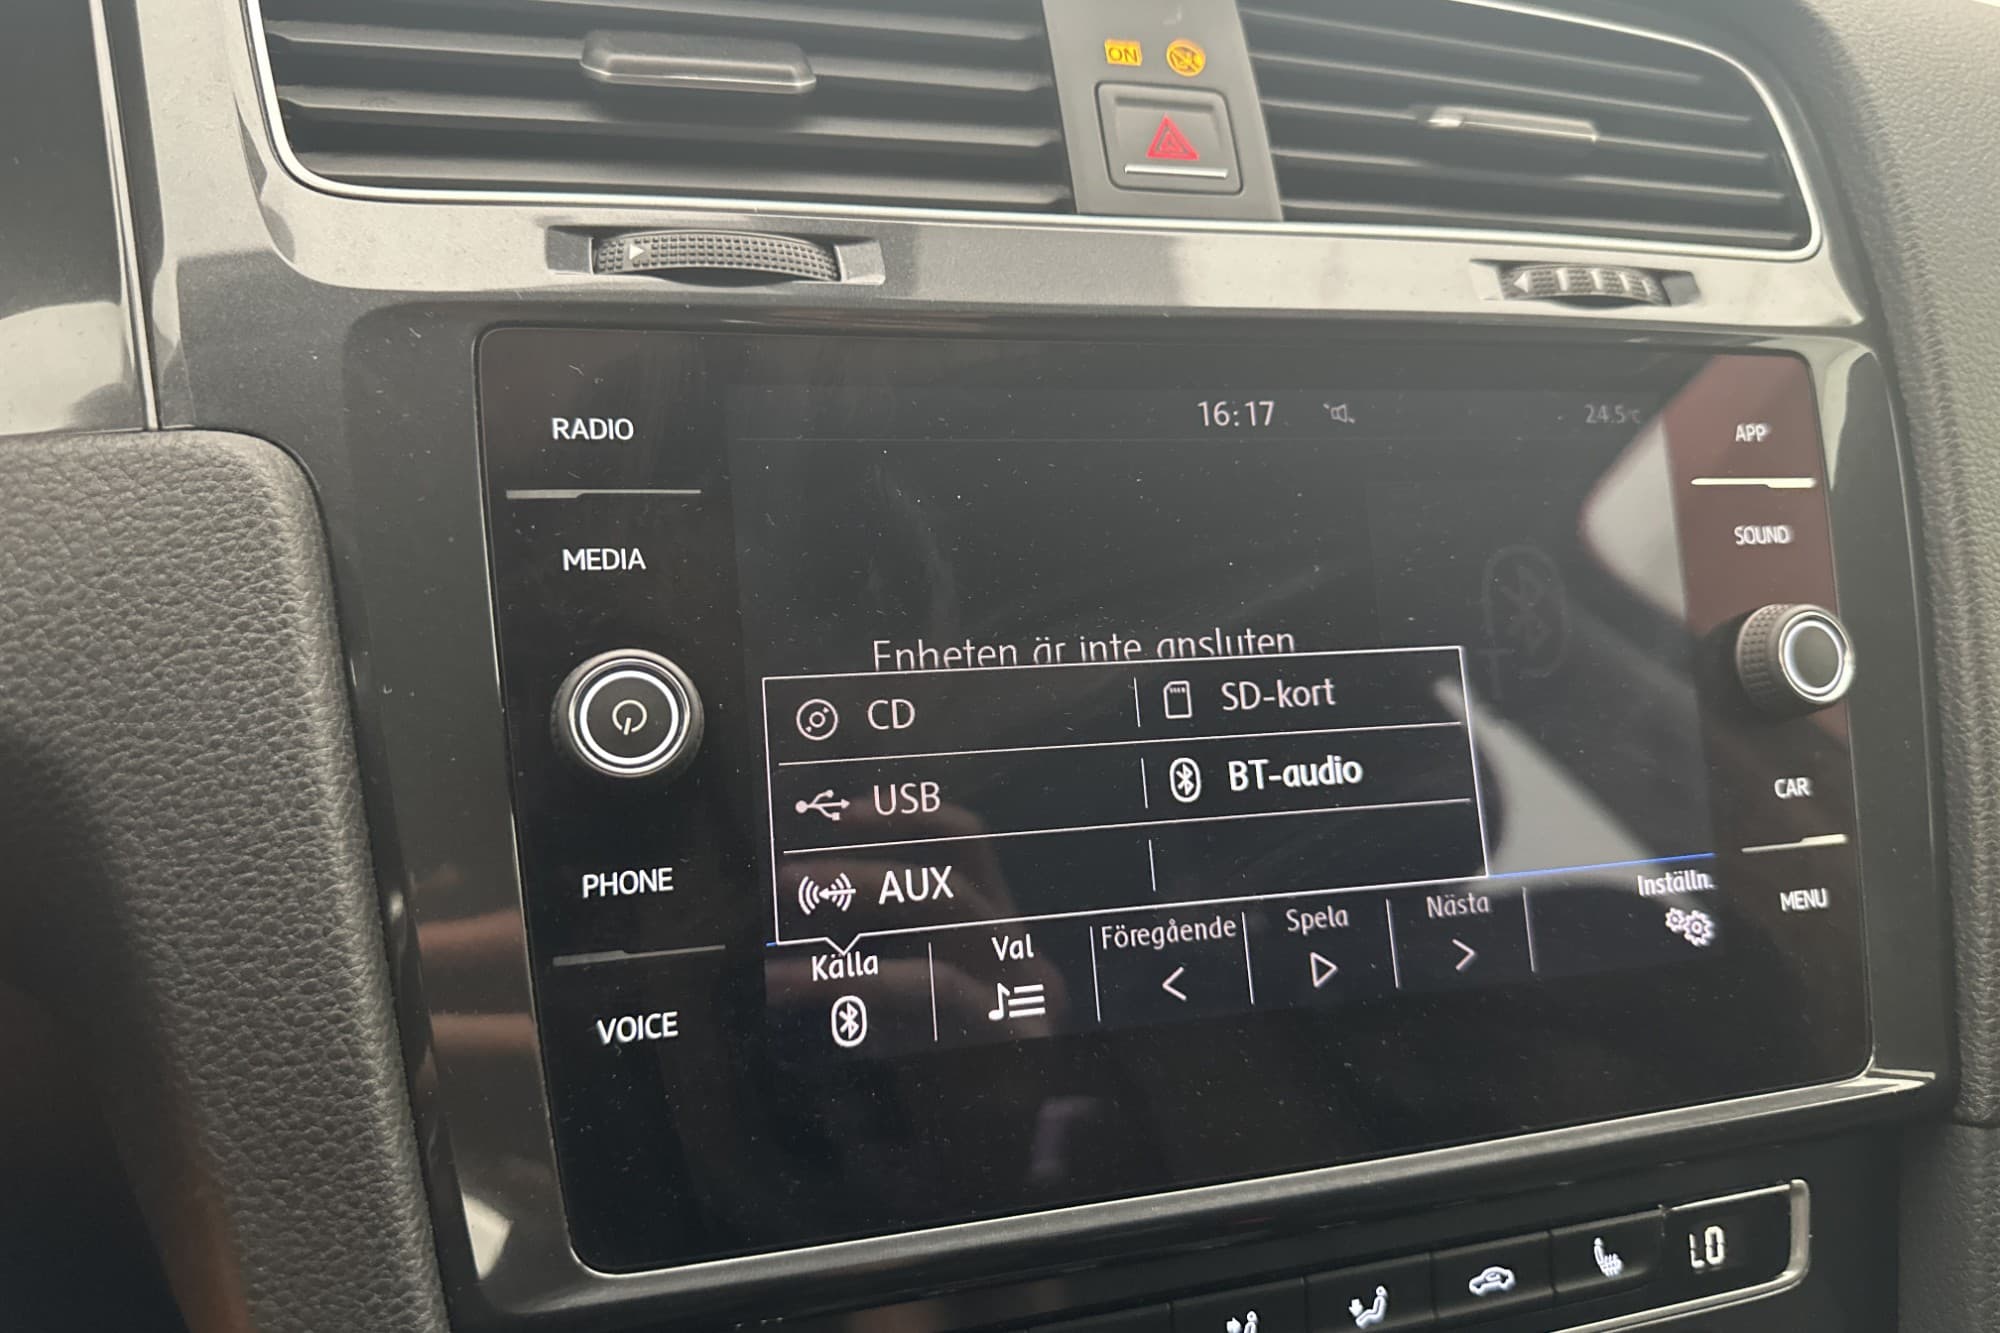 ON
RADIO
MEDIA
PHONE
VOICE
16:17
24.5°C
Enheten är inte ansluten
CD
SD-kort
USB
BT-audio
AUX
Källa
Val
Föregående
Spela
Nästa
Inställn.
APP
SOUND
CAR
MENU
LO